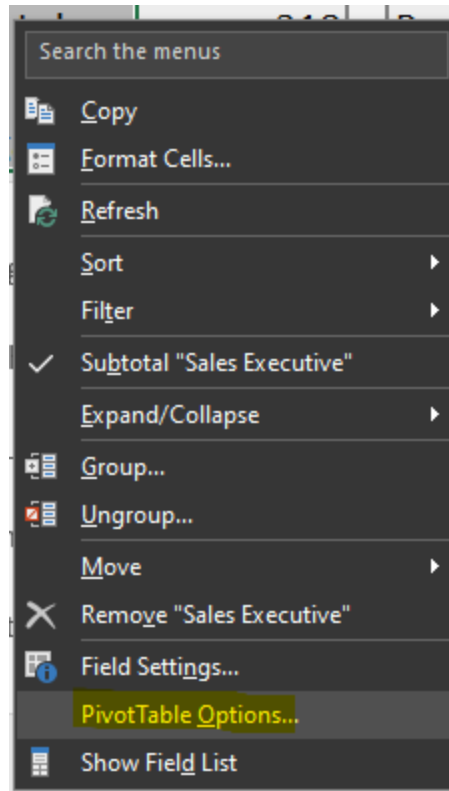 Search the menus
Copy
Format Cells...
Refresh
Sort
Filter
Subtotal "Sales Executive"
Expand/Collapse
Group...
Ungroup...
Move
Remove "Sales Executive"
Field Settings...
PivotTable Options...
Show Field List